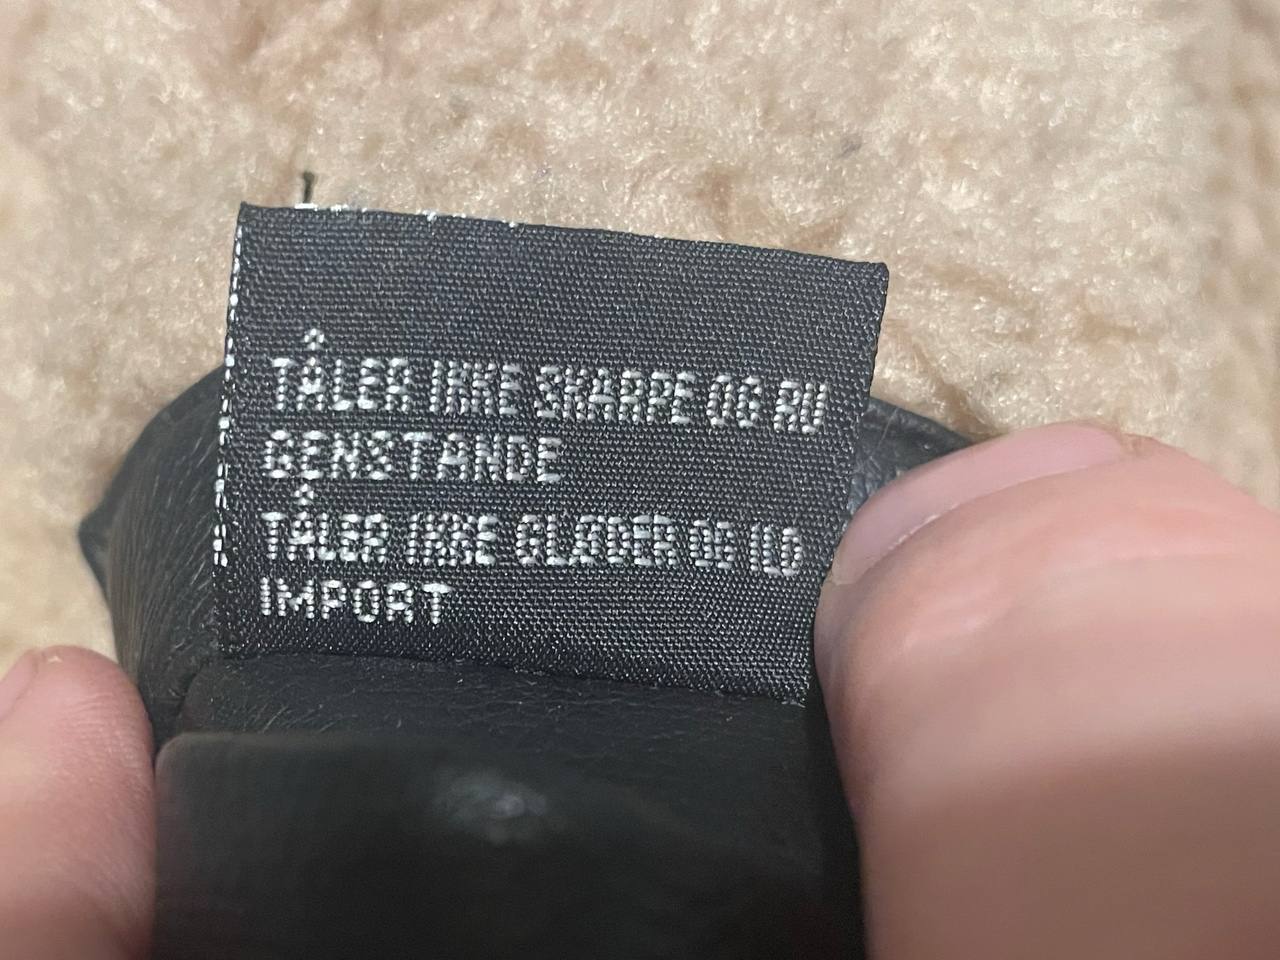 TÅLER IKKE SKARPE OG RU
GENSTANDE
TÅLER IKKE GLØDER OG ILD
IMPORT